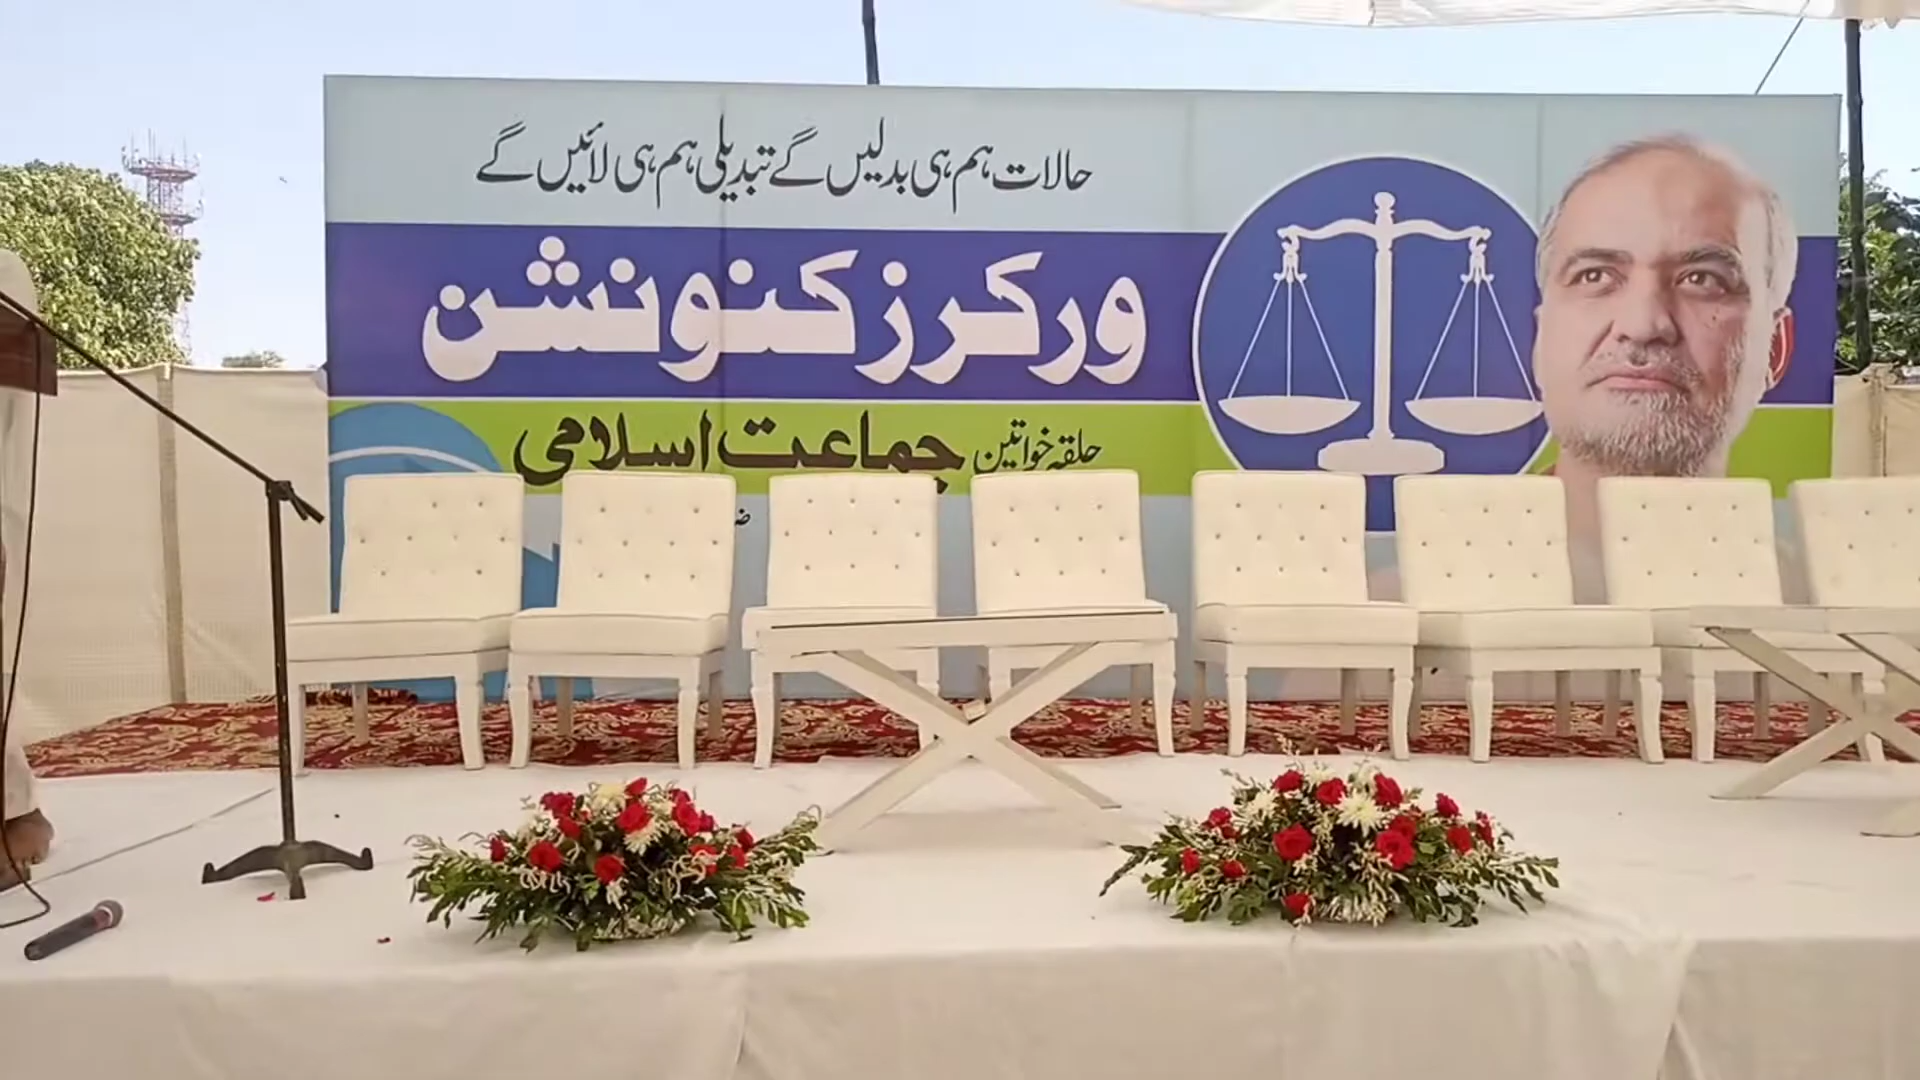 حالات ہم ہی بدلیں گے تبدیلی ہم ہی لائیں گے
ورکرز کنونشن
حلقہ خواتین جماعت اسلامی